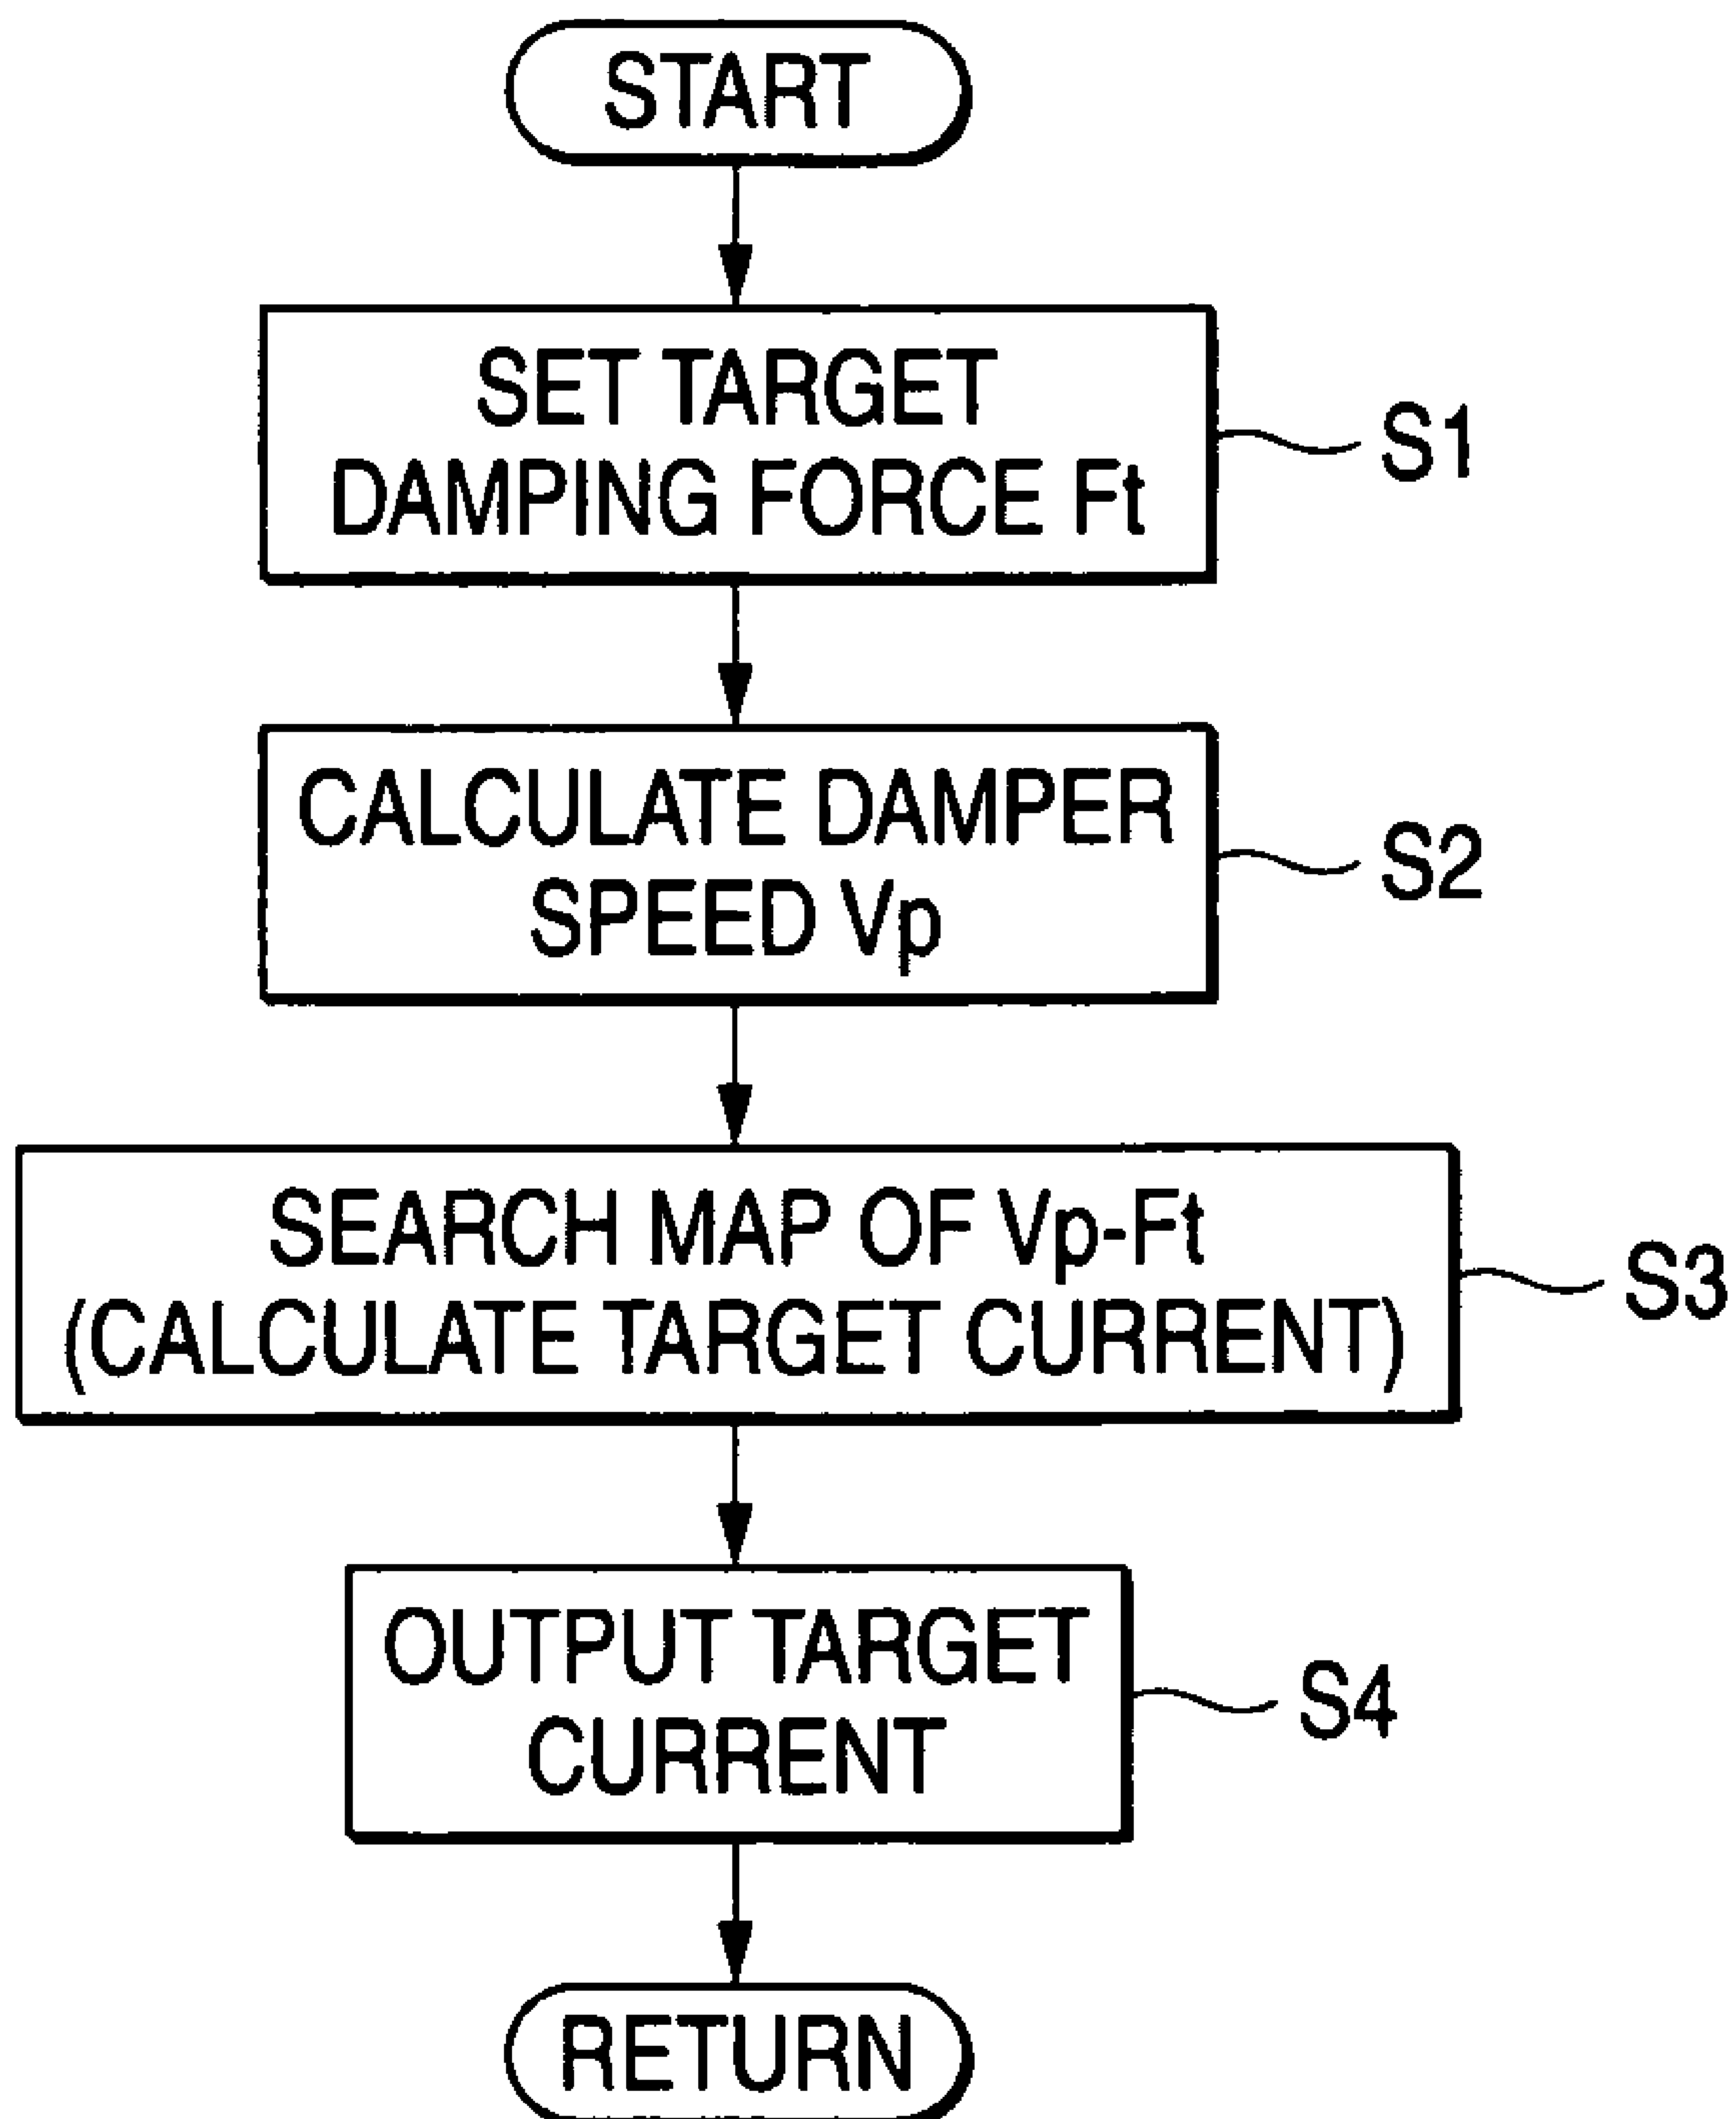 START
SET TARGET
DAMPING FORCE Ft
S1
CALCULATE DAMPER
SPEED Vp
S2
SEARCH MAP OF Vp-Ft
(CALCULATE TARGET CURRENT)
S3
OUTPUT TARGET
CURRENT
S4
RETURN